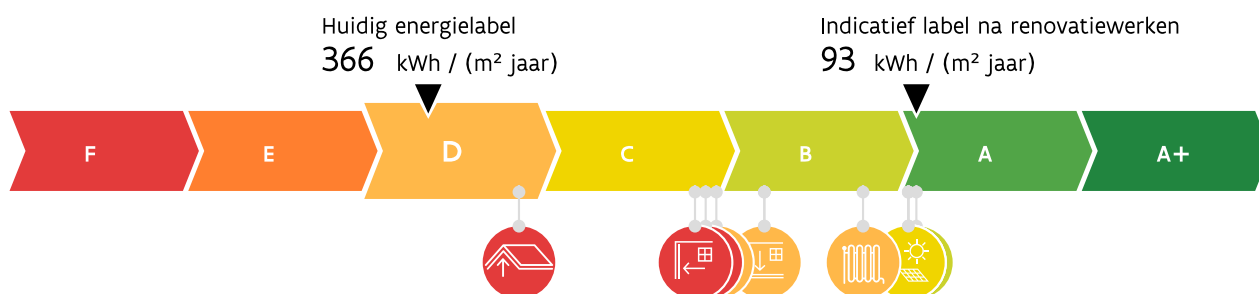 Huidig energielabel
366 kWh / (m² jaar)
Indicatief label na renovatiewerken
93 kWh / (m² jaar)
F
E
D
C
B
A
A+